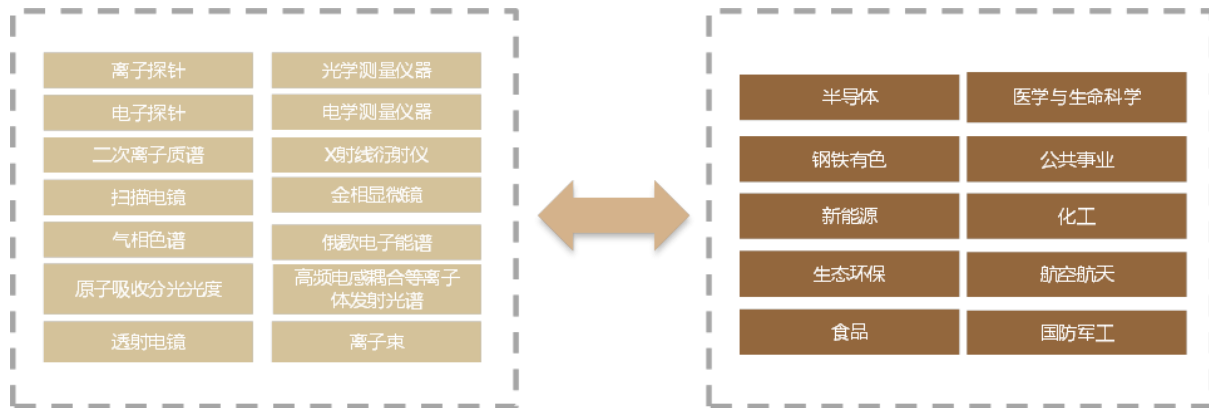 离子探针
光学测量仪器
电子探针
电学测量仪器
二次离子质谱
X射线衍射仪
扫描电镜
金相显微镜
气相色谱
俄歇电子能谱
原子吸收分光光度
高频电感耦合等离子
体发射光谱
透射电镜
离子束
半导体
医学与生命科学
钢铁有色
公共事业
新能源
化工
生态环保
航空航天
食品
国防军工